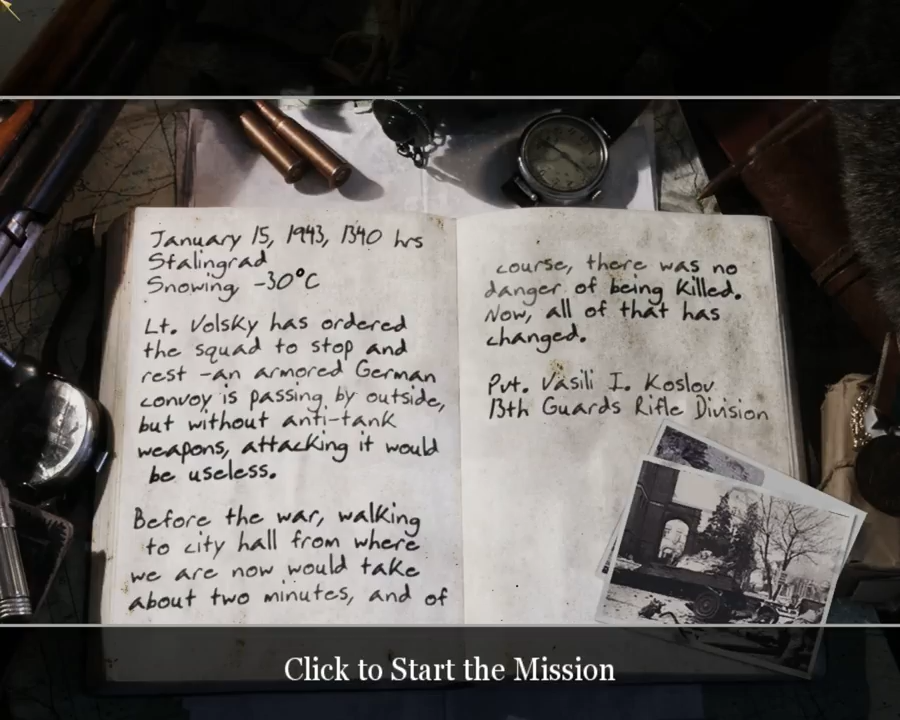 January 15, 1943, 1340 hrs
Stalingrad
Snowing, -30°C
Lt. Volsky has ordered
the squad to stop and
rest -an armored German
convoy is passing by outside,
but without anti-tank
weapons, attacking it would
be useless.
Before the war, walking
to city hall from where
we are now would take
about two minutes, and of
course, there was no
danger of being killed.
Now, all of that has
changed.
Pvt. Vasili I. Koslov
13th Guards Rifle Division
Click to Start the Mission